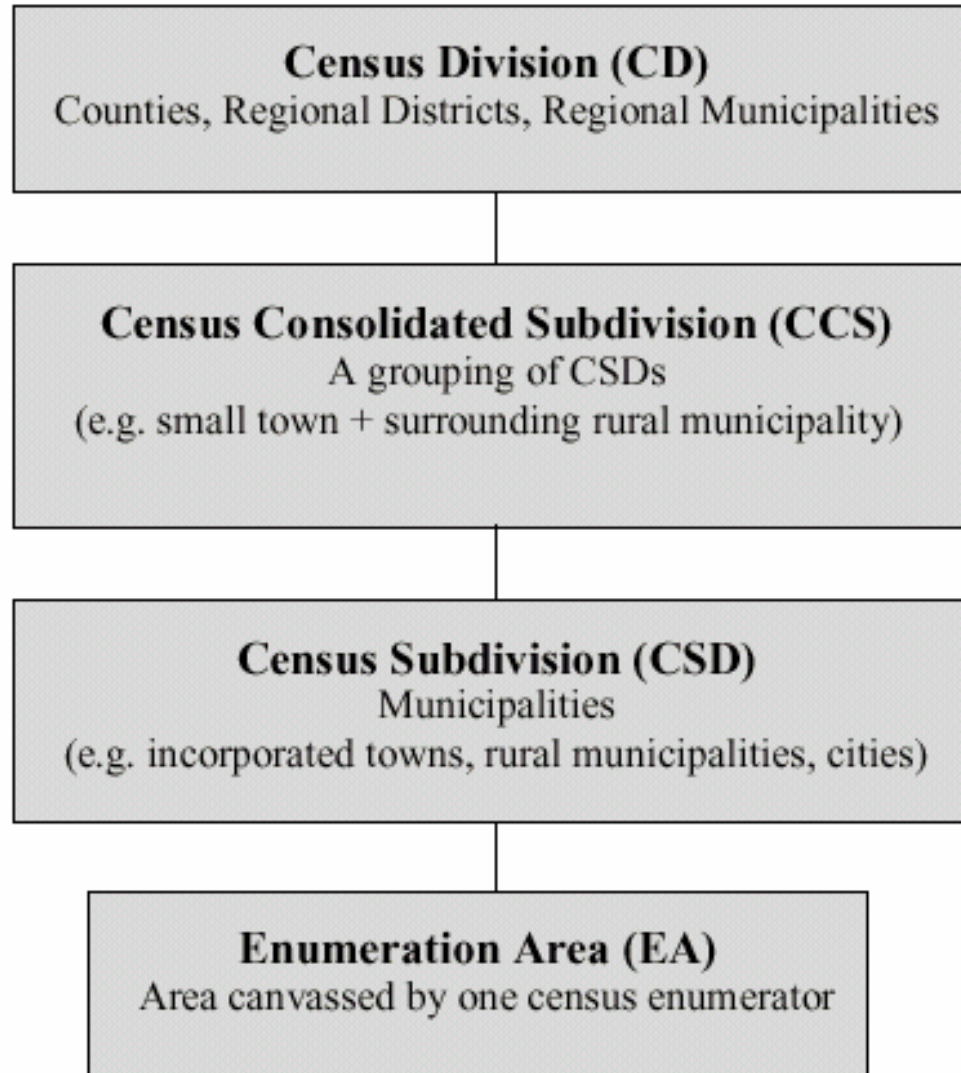 Census Division (CD)
Counties, Regional Districts, Regional Municipalities
Census Consolidated Subdivision (CCS)
A grouping of CSDs
(e.g. small town + surrounding rural municipality)
Census Subdivision (CSD)
Municipalities
(e.g. incorporated towns, rural municipalities, cities)
Enumeration Area (EA)
Area canvassed by one census enumerator